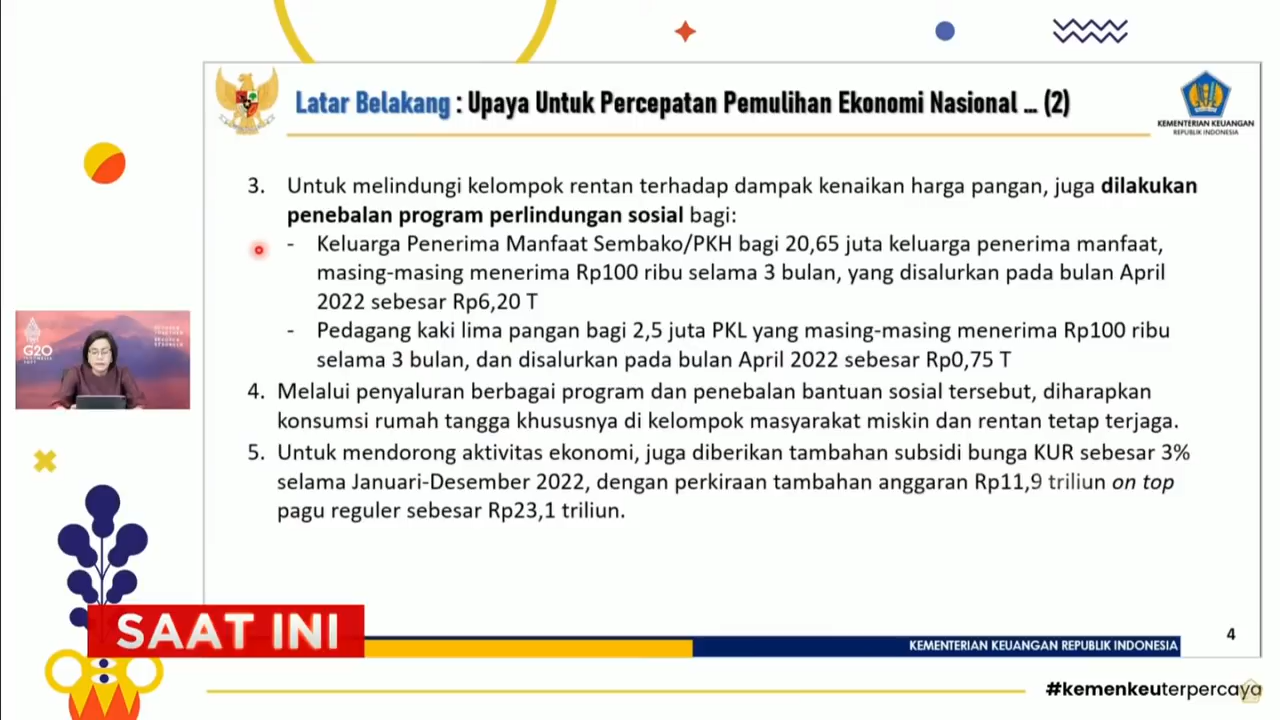 Latar Belakang : Upaya Untuk Percepatan Pemulihan Ekonomi Nasional ... (2)
KEMENTERIAN KEUANGAN
REPUBLIK INDONESIA
3. Untuk melindungi kelompok rentan terhadap dampak kenaikan harga pangan, juga dilakukan
penebalan program perlindungan sosial bagi:
- Keluarga Penerima Manfaat Sembako/PKH bagi 20,65 juta keluarga penerima manfaat,
masing-masing menerima Rp100 ribu selama 3 bulan, yang disalurkan pada bulan April
2022 sebesar Rp6,20 T
- Pedagang kaki lima pangan bagi 2,5 juta PKL yang masing-masing menerima Rp100 ribu
selama 3 bulan, dan disalurkan pada bulan April 2022 sebesar Rp0,75 T
4. Melalui penyaluran berbagai program dan penebalan bantuan sosial tersebut, diharapkan
konsumsi rumah tangga khususnya di kelompok masyarakat miskin dan rentan tetap terjaga.
5. Untuk mendorong aktivitas ekonomi, juga diberikan tambahan subsidi bunga KUR sebesar 3%
selama Januari-Desember 2022, dengan perkiraan tambahan anggaran Rp11,9 triliun on top
pagu reguler sebesar Rp23,1 triliun.
G20
SAAT INI
4
KEMENTERIAN KEUANGAN REPUBLIK INDONESIA
#kemenkeuterpercaya